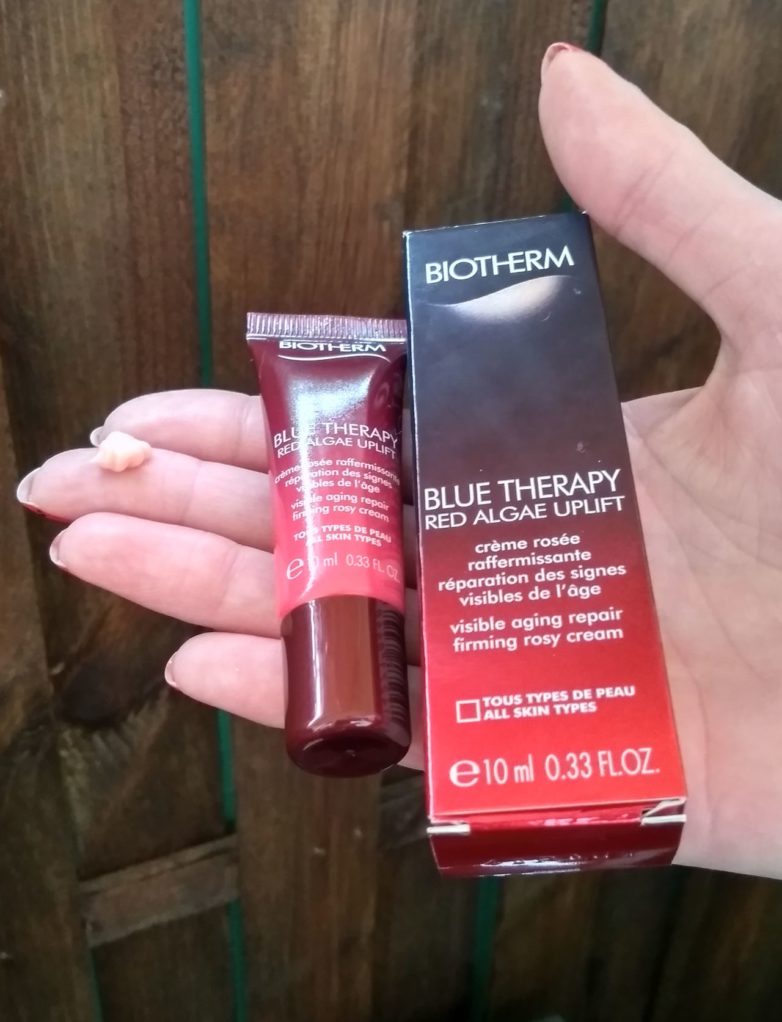 BIOTHERM
BLUE THERAPY
RED ALGAE UPLIFT
crème rosée raffermissante
réparation des signes
visibles de l'âge
visible aging repair
firming rosy cream
TOUS TYPES DE PEAU
ALL SKIN TYPES
e 10 ml 0.33 FL.OZ.
BIOTHERM
BLUE THERAPY
RED ALGAE UPLIFT
crème rosée
raffermissante
réparation des signes
visibles de l'âge
visible aging repair
firming rosy cream
TOUS TYPES DE PEAU
ALL SKIN TYPES
e 10 ml 0.33 FL.OZ.